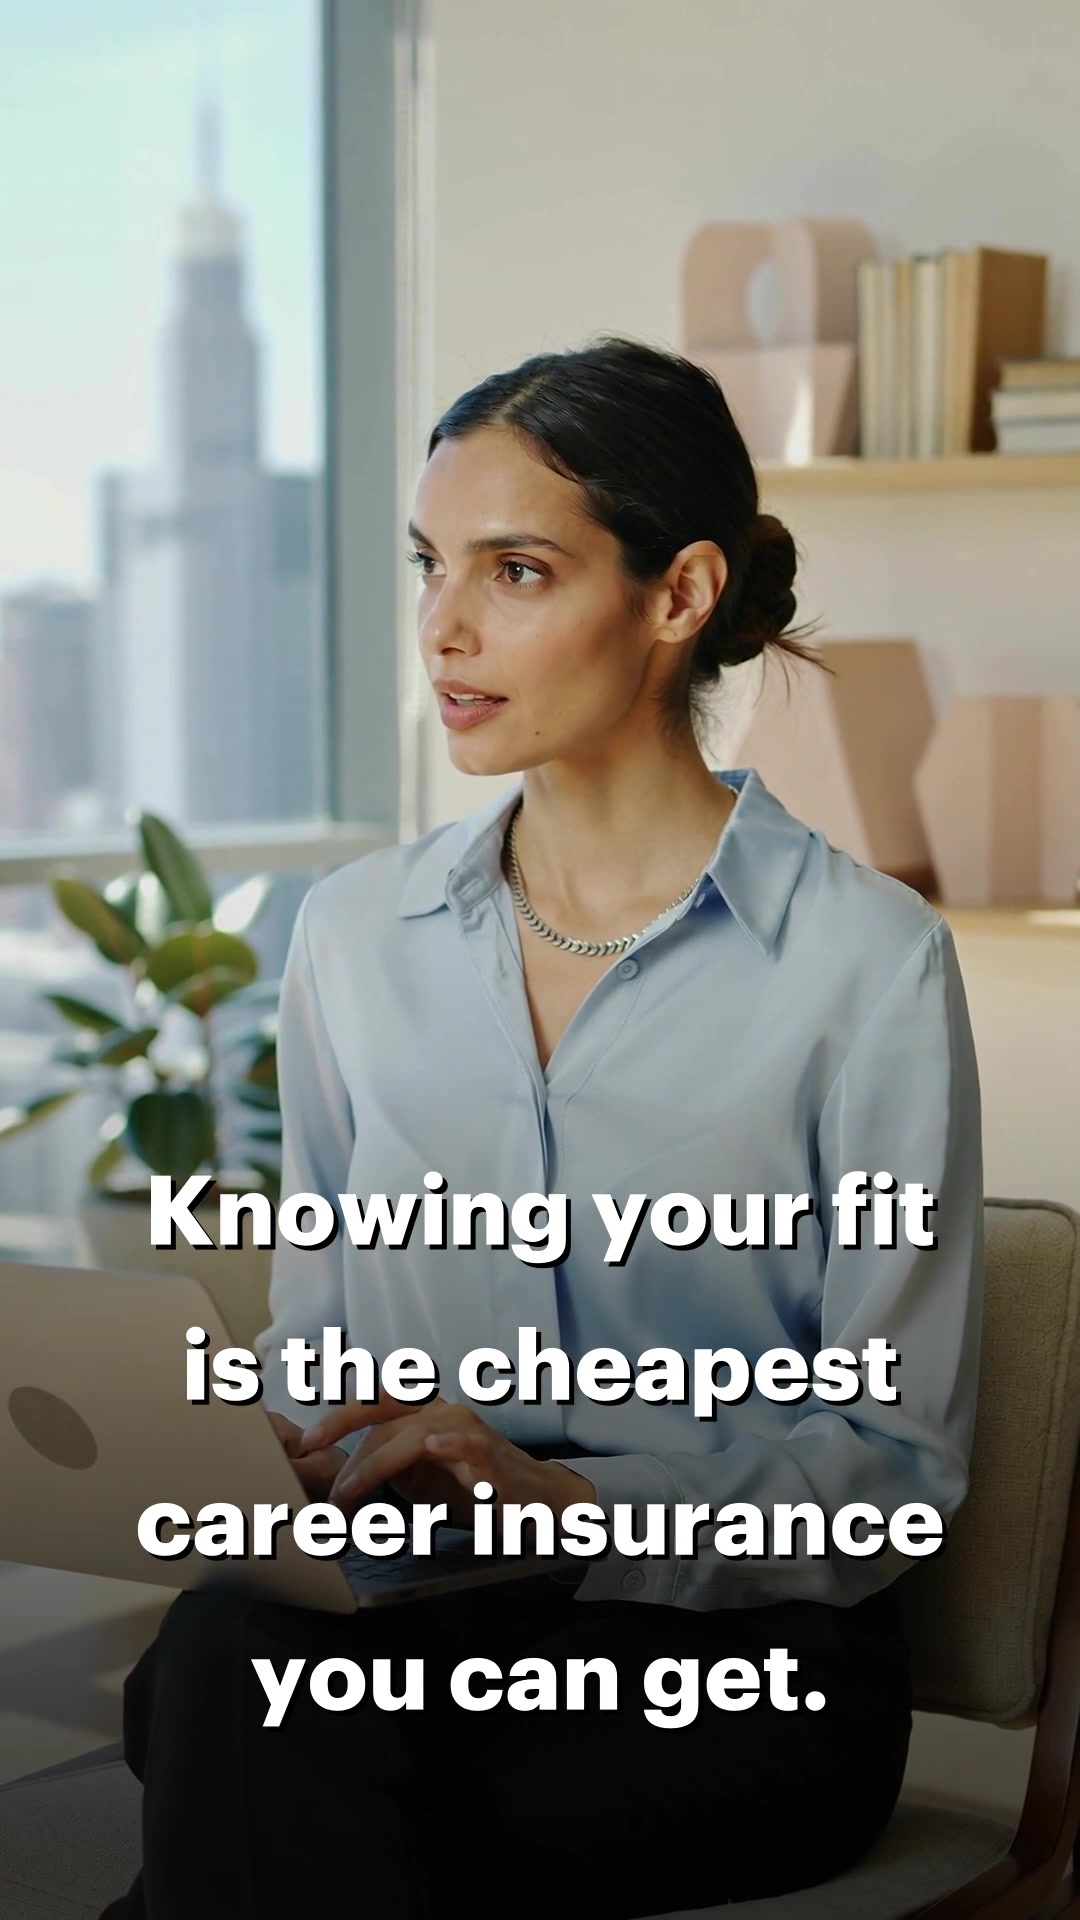 Knowing your fit
is the cheapest
career insurance
you can get.